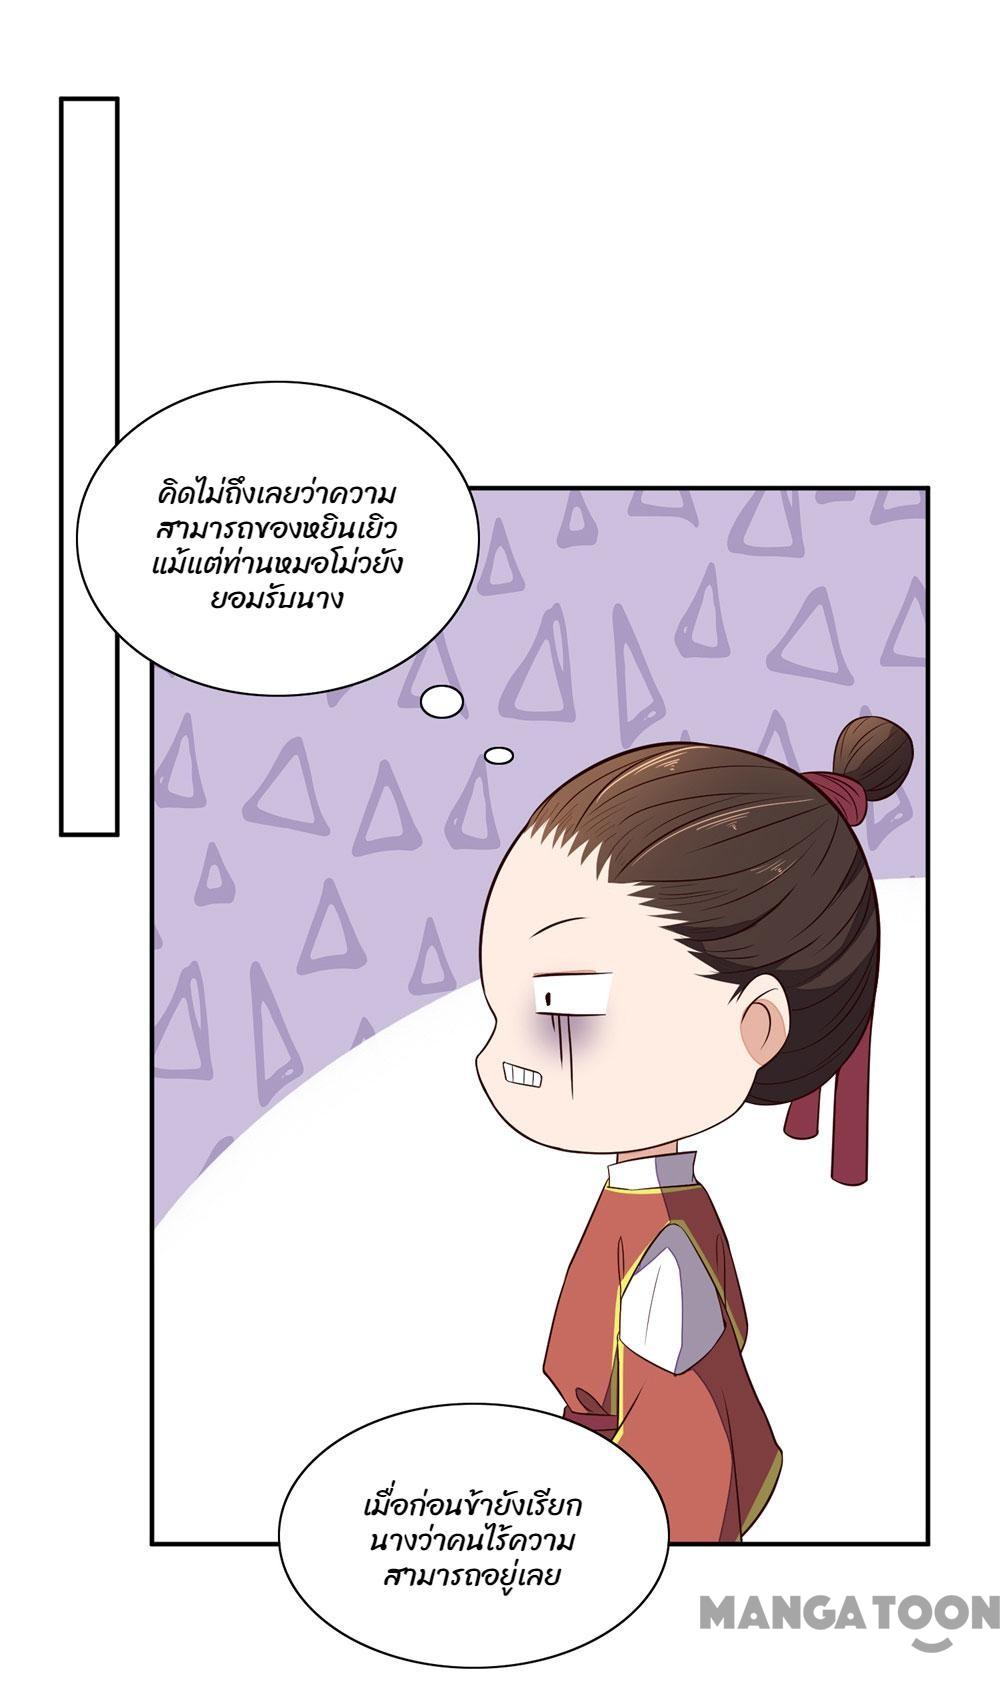 คิดไม่ถึงเลยว่าความ
สามารถของหยินเยิว
แม้แต่ท่านหมอโม่วยัง
ยอมรับนาง
เมื่อก่อนข้ายังเรียก
นางว่าคนไร้ความ
สามารถอยู่เลย
MANGATOON